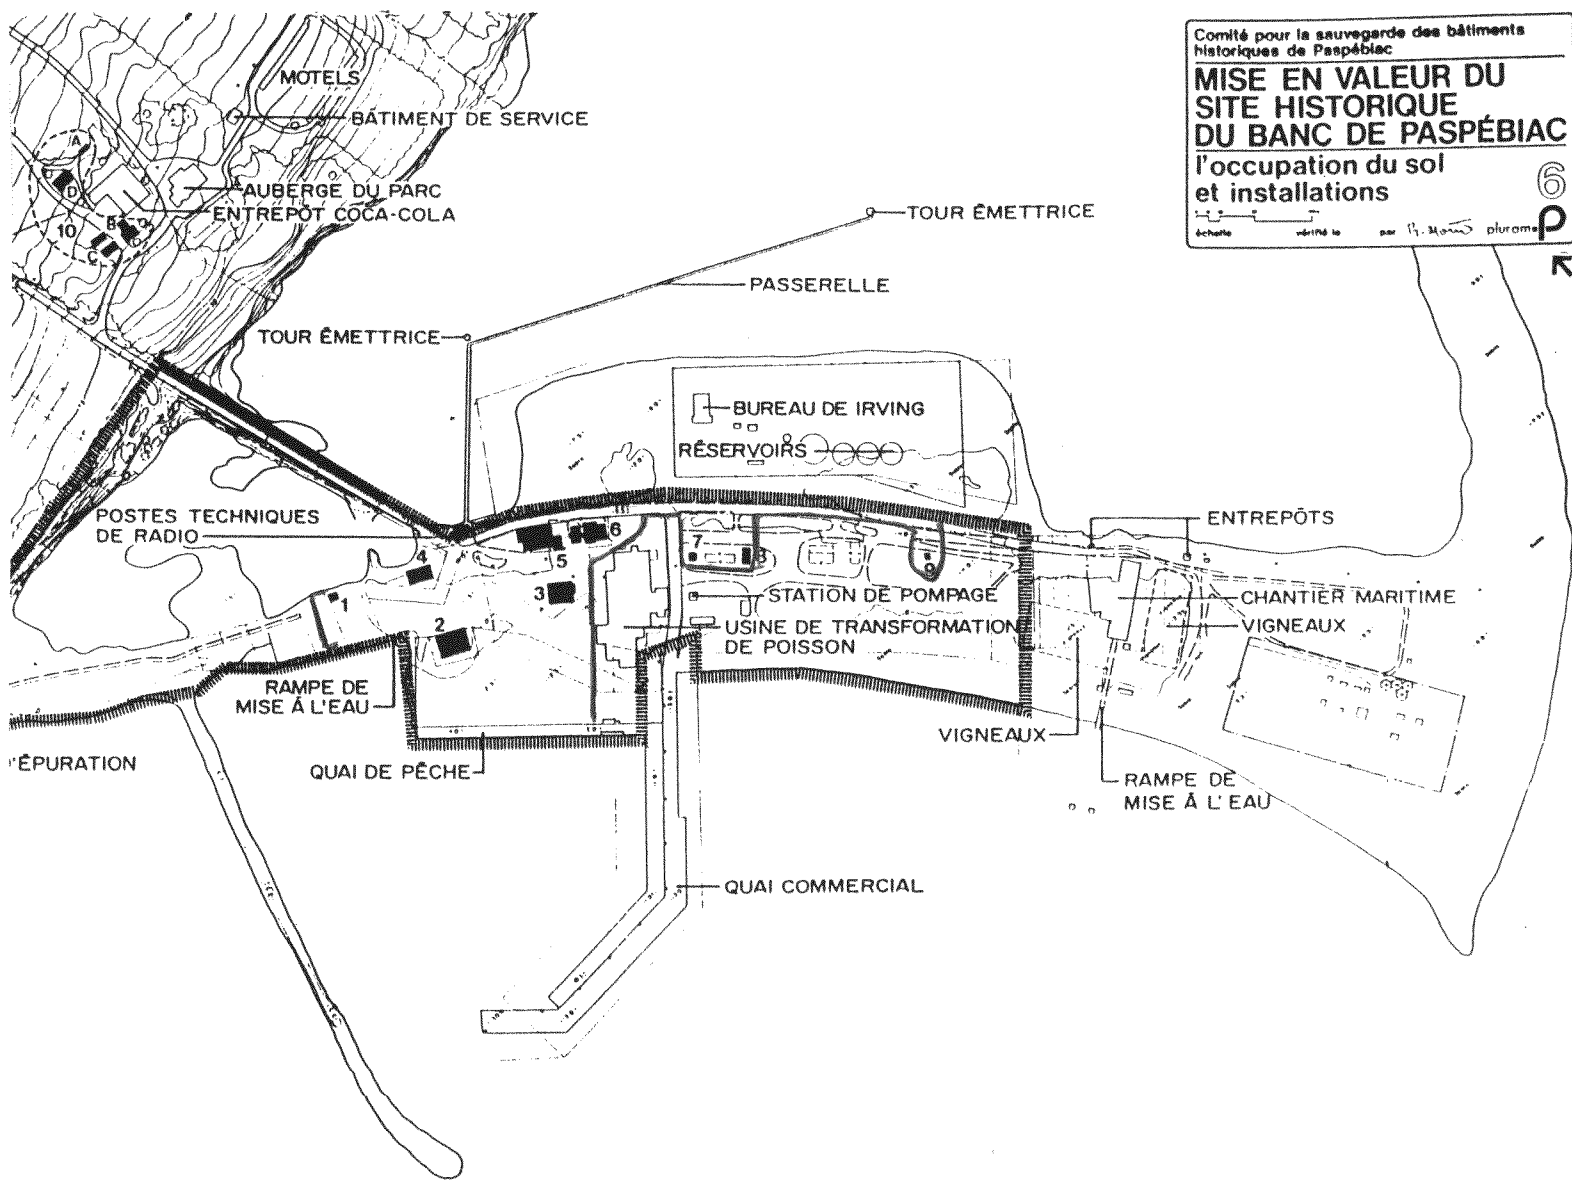 Comité pour la sauvegarde des bâtiments
historiques de Paspébiac
MISE EN VALEUR DU
SITE HISTORIQUE
DU BANC DE PASPÉBIAC
l'occupation du sol
et installations
6
échelle
vérifié le
par
pluram
MOTELS
BÂTIMENT DE SERVICE
A
D
AUBERGE DU PARC
ENTREPÔT COCA-COLA
B
10
C
TOUR ÉMETTRICE
PASSERELLE
TOUR ÉMETTRICE
BUREAU DE IRVING
RÉSERVOIRS
POSTES TECHNIQUES
DE RADIO
ENTREPÔTS
6
5
7
8
9
4
3
1
2
STATION DE POMPAGE
CHANTIER MARITIME
USINE DE TRANSFORMATION
DE POISSON
VIGNEAUX
RAMPE DE
MISE À L'EAU
VIGNEAUX
D'ÉPURATION
QUAI DE PÊCHE
RAMPE DE
MISE À L'EAU
QUAI COMMERCIAL